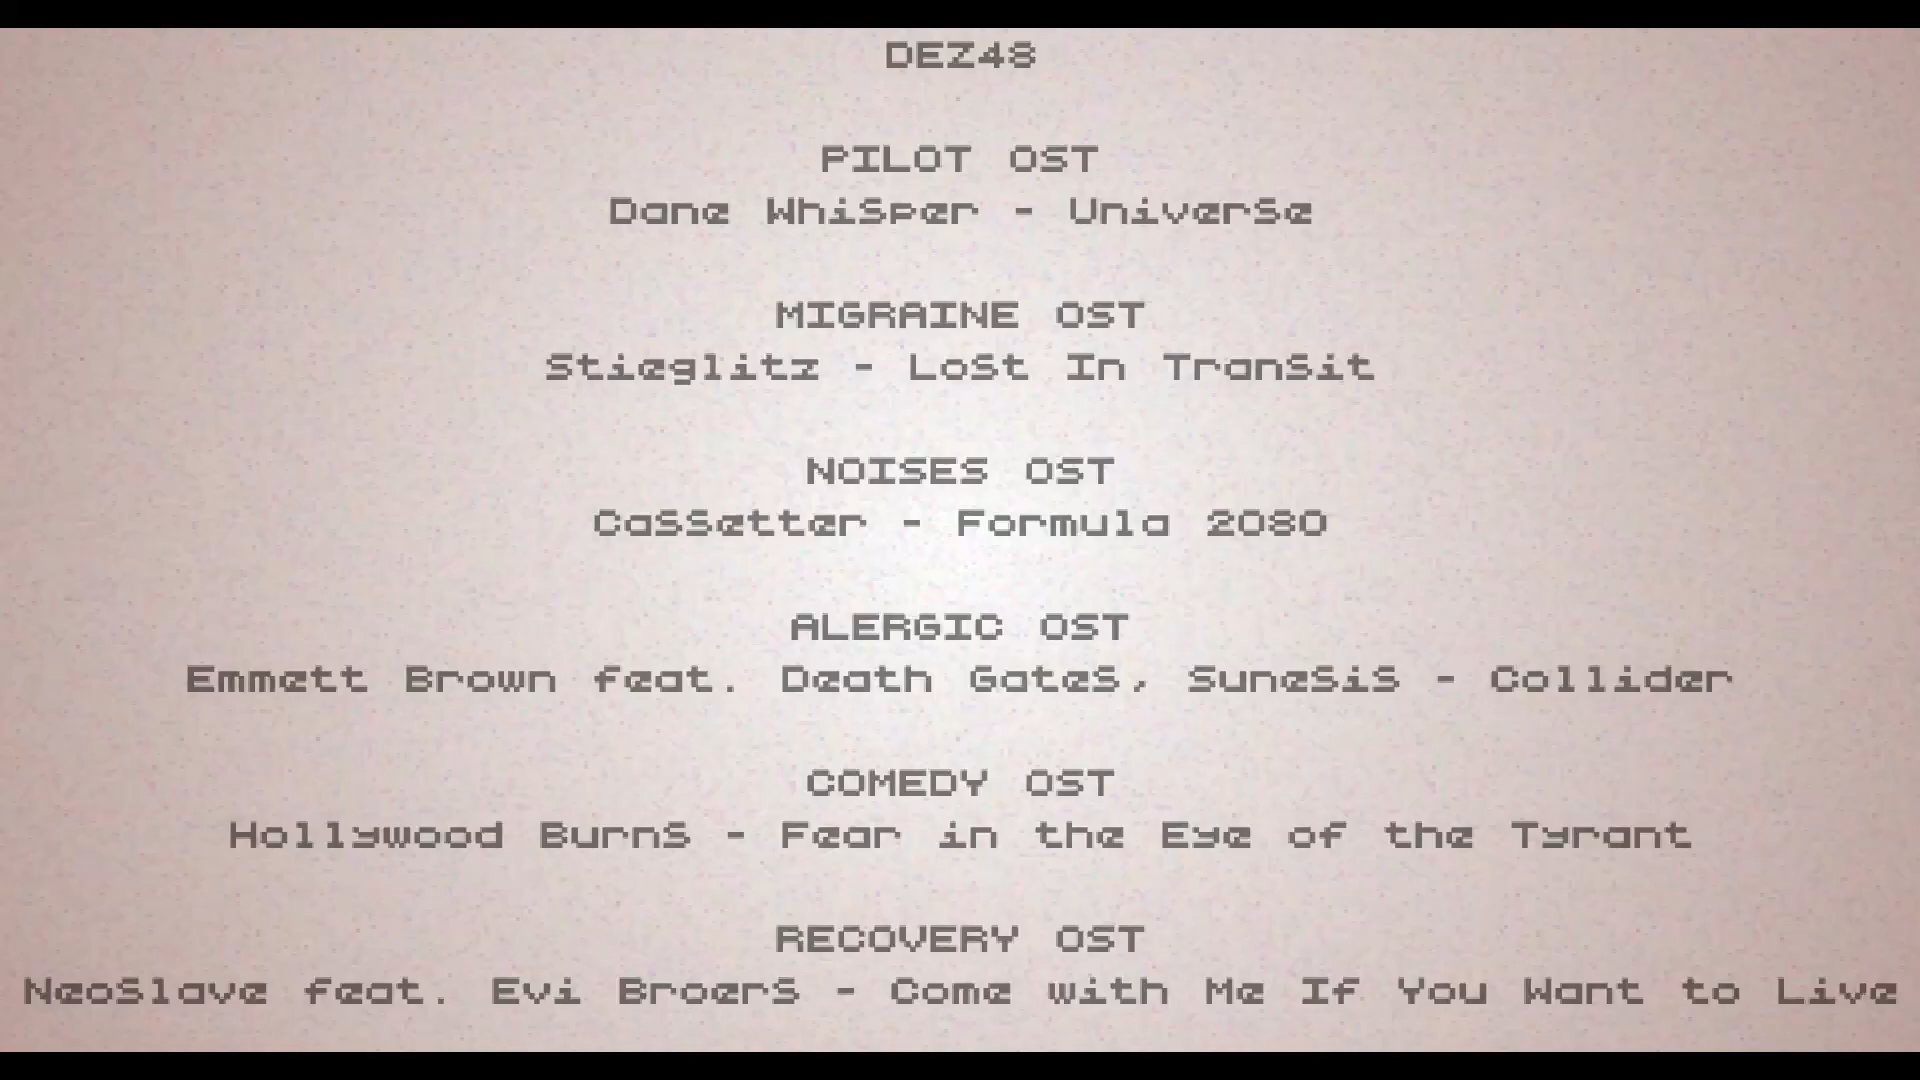 DEZ48
PILOT OST
Dane Whisper - Universe
MIGRAINE OST
Stieglitz - Lost In Transit
NOISES OST
Cassetter - Formula 2080
ALERGIC OST
Emmett Brown feat. Death Gates, Sunesis - Collider
COMEDY OST
Hollywood Burns - Fear in the Eye of the Tyrant
RECOVERY OST
NeoSlave feat. Evi Broers - Come with Me If You Want to Live